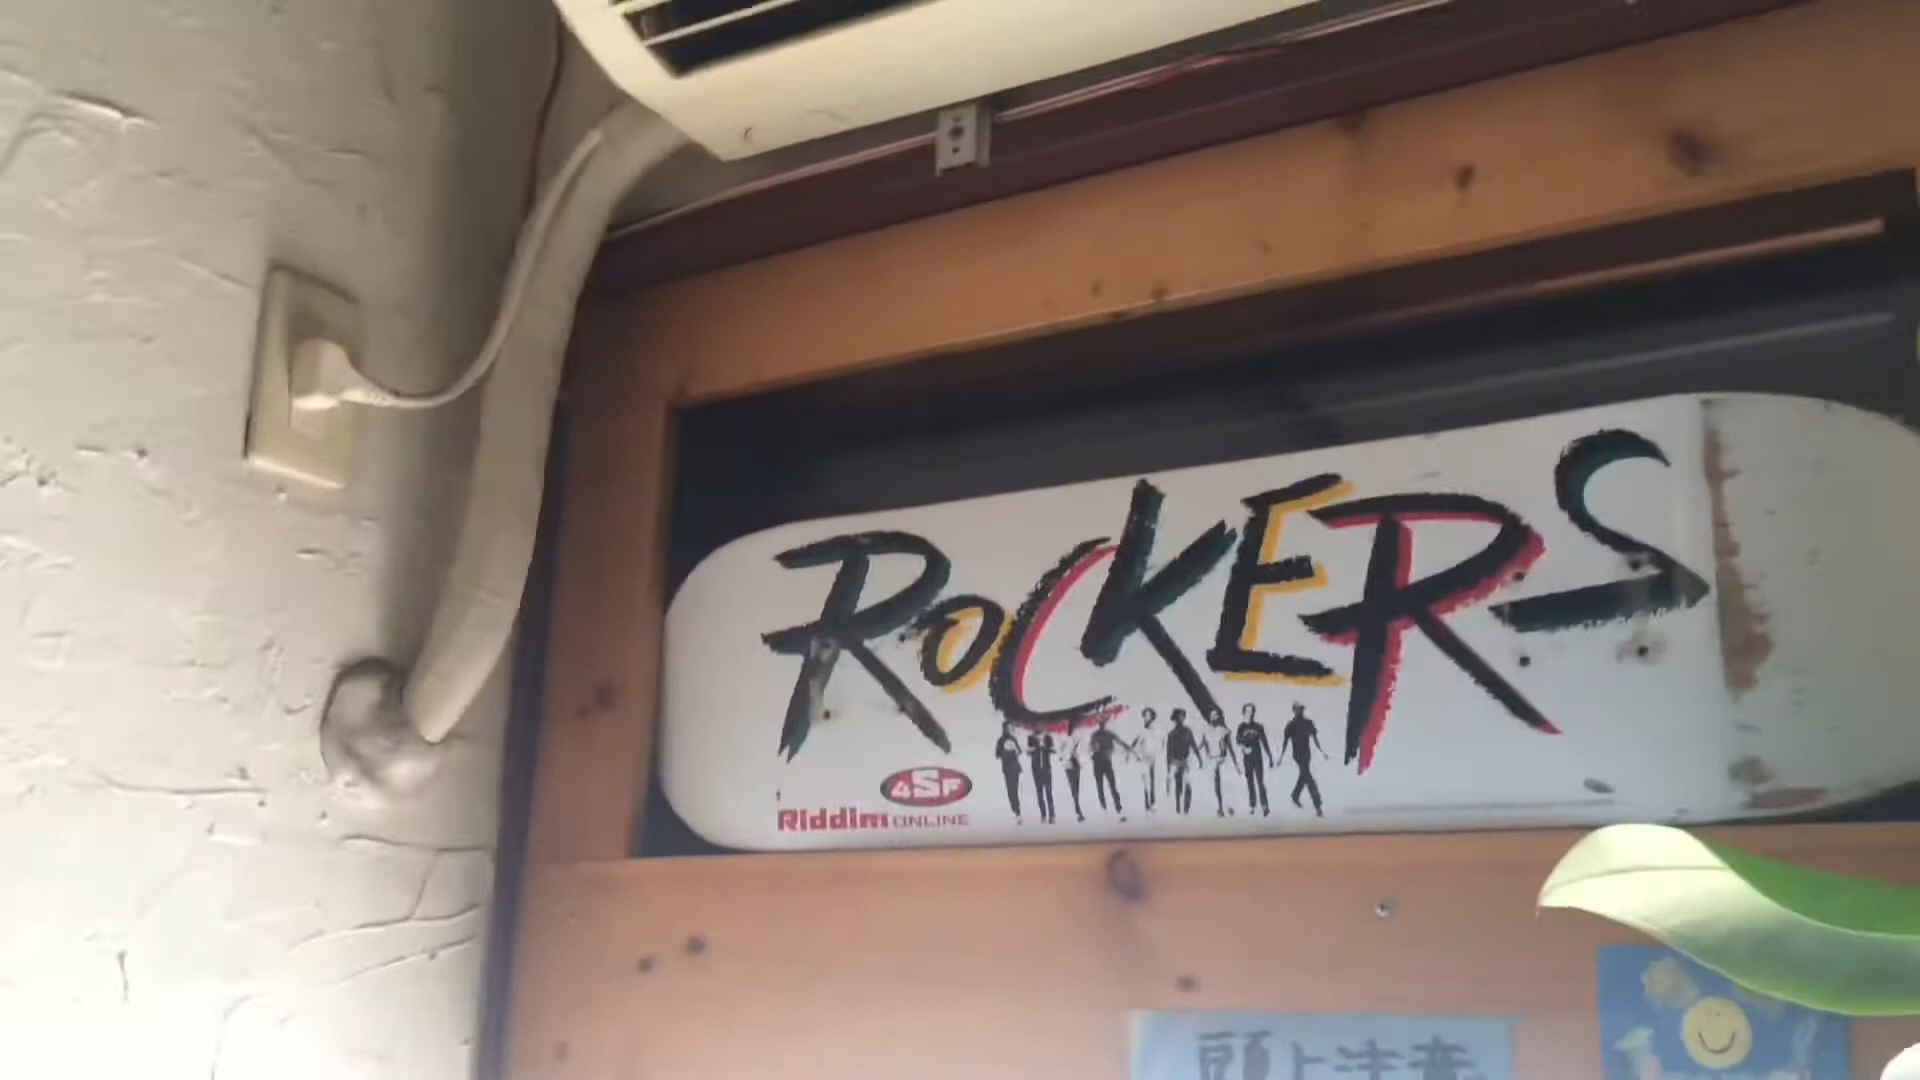 ROCKERS
4SF
Riddim ONLINE
頭上注意